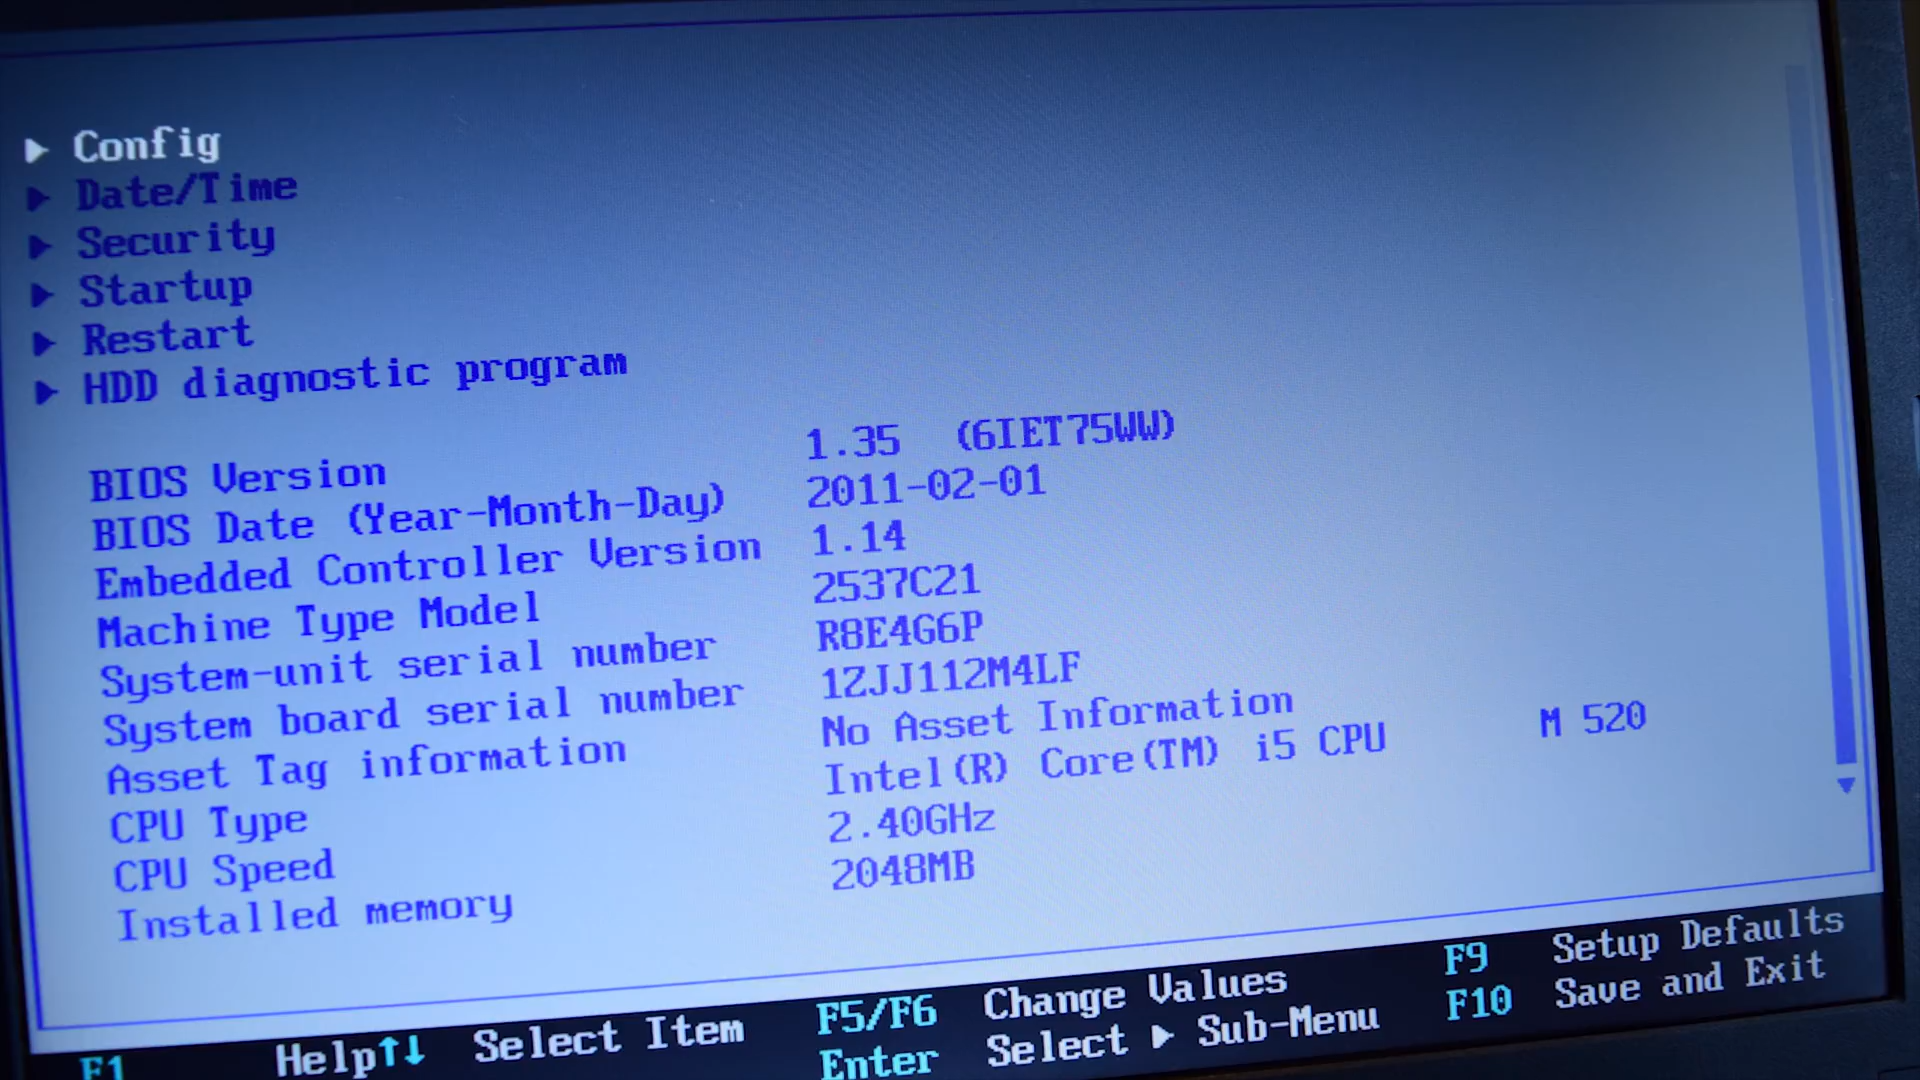 Config
Date/Time
Security
Startup
Restart
HDD diagnostic program
BIOS Version 1.35 (6IET75WW)
BIOS Date (Year-Month-Day) 2011-02-01
Embedded Controller Version 1.14
Machine Type Model 2537C21
System-unit serial number R8E4G6P
System board serial number 1ZJJ112M4LF
Asset Tag information No Asset Information
CPU Type Intel(R) Core(TM) i5 CPU M 520
CPU Speed 2.40GHz
Installed memory 2048MB
F1 Help ↑↓ Select Item F5/F6 Change Values F9 Setup Defaults
Enter Select ▶ Sub-Menu F10 Save and Exit